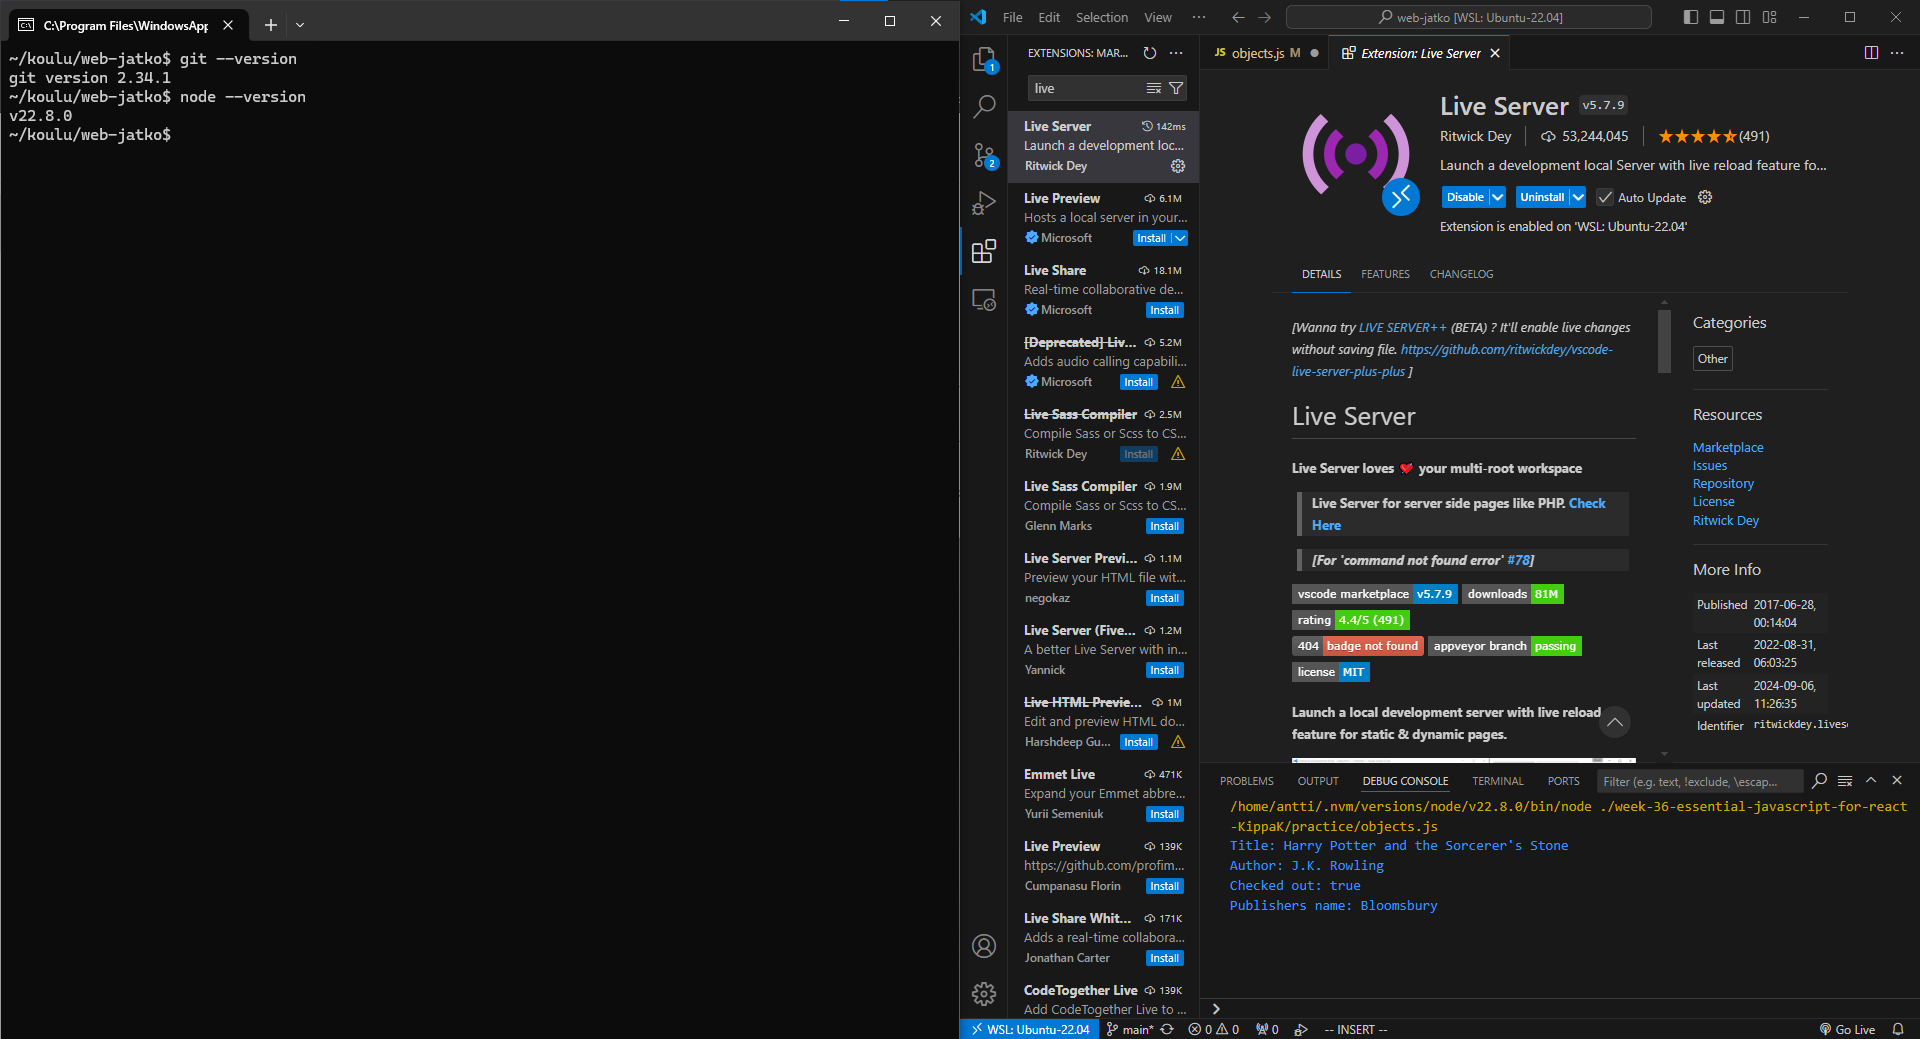 C:\Program Files\WindowsApp
~/koulu/web-jatko$ git --version
git version 2.34.1
~/koulu/web-jatko$ node --version
v22.8.0
~/koulu/web-jatko$
File Edit Selection View ··· web-jatko [WSL: Ubuntu-22.04]
EXTENSIONS: MAR... ···
live
1
2
Live Server 142ms
Launch a development loc...
Ritwick Dey
Live Preview 6.1M
Hosts a local server in your...
Microsoft Install
Live Share 18.1M
Real-time collaborative de...
Microsoft Install
[Deprecated] Liv... 5.2M
Adds audio calling capabili...
Microsoft Install
Live Sass Compiler 2.5M
Compile Sass or Scss to CS...
Ritwick Dey Install
Live Sass Compiler 1.9M
Compile Sass or Scss to CS...
Glenn Marks Install
Live Server Previ... 1.1M
Preview your HTML file wit...
negokaz Install
Live Server (Five... 1.2M
A better Live Server with in...
Yannick Install
Live HTML Previe... 1M
Edit and preview HTML do...
Harshdeep Gu... Install
Emmet Live 471K
Expand your Emmet abbre...
Yurii Semeniuk Install
Live Preview 139K
https://github.com/profim...
Cumpanasu Florin Install
Live Share Whit... 171K
Adds a real-time collabora...
Jonathan Carter Install
CodeTogether Live 139K
Add CodeTogether Live to ...
JS objects.js M Extension: Live Server ···
Live Server v5.7.9
Ritwick Dey 53,244,045 (491)
Launch a development local Server with live reload feature fo...
Disable Uninstall Auto Update
Extension is enabled on 'WSL: Ubuntu-22.04'
DETAILS FEATURES CHANGELOG
[Wanna try LIVE SERVER++ (BETA) ? It'll enable live changes
without saving file. https://github.com/ritwickdey/vscode-
live-server-plus-plus ]
Live Server
Live Server loves your multi-root workspace
Live Server for server side pages like PHP. Check
Here
[For 'command not found error' #78]
vscode marketplace v5.7.9 downloads 81M
rating 4.4/5 (491)
404 badge not found appveyor branch passing
license MIT
Launch a local development server with live reload
feature for static & dynamic pages.
Categories
Other
Resources
Marketplace
Issues
Repository
License
Ritwick Dey
More Info
Published 2017-06-28,
00:14:04
Last 2022-08-31,
released 06:03:25
Last 2024-09-06,
updated 11:26:35
Identifier ritwickdey.lives
PROBLEMS OUTPUT DEBUG CONSOLE TERMINAL PORTS Filter (e.g. text, !exclude, \escap...
/home/antti/.nvm/versions/node/v22.8.0/bin/node ./week-36-essential-javascript-for-react
-KippaK/practice/objects.js
Title: Harry Potter and the Sorcerer's Stone
Author: J.K. Rowling
Checked out: true
Publishers name: Bloomsbury
WSL: Ubuntu-22.04 main* 0 0 0 -- INSERT -- Go Live